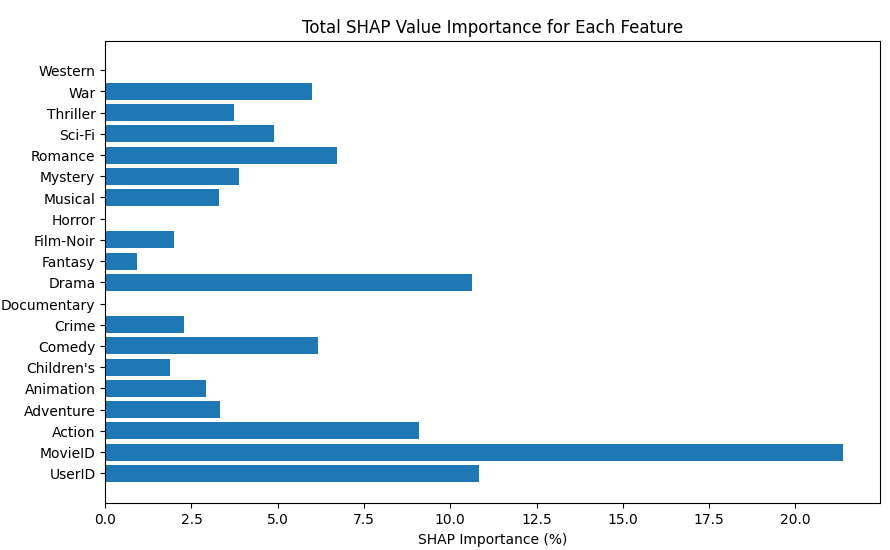 Total SHAP Value Importance for Each Feature
Western
War
Thriller
Sci-Fi
Romance
Mystery
Musical
Horror
Film-Noir
Fantasy
Drama
Documentary
Crime
Comedy
Children's
Animation
Adventure
Action
MovieID
UserID
0.0 2.5 5.0 7.5 10.0 12.5 15.0 17.5 20.0
SHAP Importance (%)